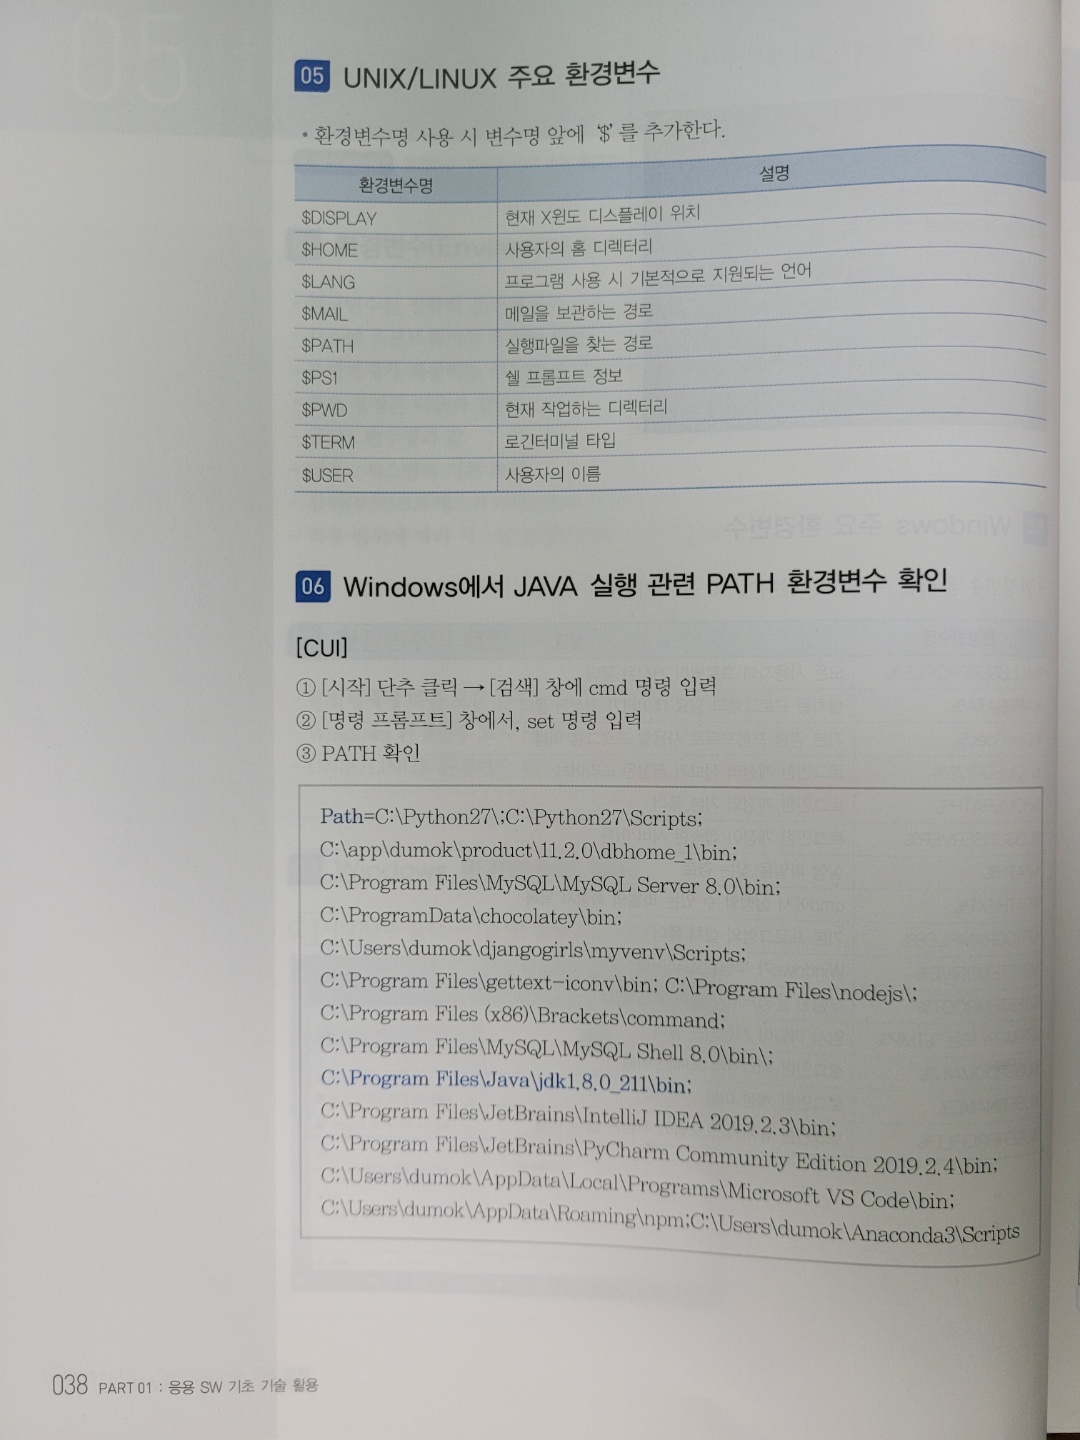 05 UNIX/LINUX 주요 환경변수
• 환경변수명 사용 시 변수명 앞에 '$'를 추가한다.
환경변수명 설명
$DISPLAY 현재 X윈도 디스플레이 위치
$HOME 사용자의 홈 디렉터리
$LANG 프로그램 사용 시 기본적으로 지원되는 언어
$MAIL 메일을 보관하는 경로
$PATH 실행파일을 찾는 경로
$PS1 쉘 프롬프트 정보
$PWD 현재 작업하는 디렉터리
$TERM 로긴터미널 타입
$USER 사용자의 이름
06 Windows에서 JAVA 실행 관련 PATH 환경변수 확인
[CUI]
① [시작] 단추 클릭 → [검색] 창에 cmd 명령 입력
② [명령 프롬프트] 창에서, set 명령 입력
③ PATH 확인
Path=C:\Python27\;C:\Python27\Scripts;
C:\app\dumok\product\11.2.0\dbhome_1\bin;
C:\Program Files\MySQL\MySQL Server 8.0\bin;
C:\ProgramData\chocolatey\bin;
C:\Users\dumok\djangogirls\myvenv\Scripts;
C:\Program Files\gettext-iconv\bin; C:\Program Files\nodejs\;
C:\Program Files (x86)\Brackets\command;
C:\Program Files\MySQL\MySQL Shell 8.0\bin\;
C:\Program Files\Java\jdk1.8.0_211\bin;
C:\Program Files\JetBrains\IntelliJ IDEA 2019.2.3\bin;
C:\Program Files\JetBrains\PyCharm Community Edition 2019.2.4\bin;
C:\Users\dumok\AppData\Local\Programs\Microsoft VS Code\bin;
C:\Users\dumok\AppData\Roaming\npm;C:\Users\dumok\Anaconda3\Scripts
038 PART 01 : 응용 SW 기초 기술 활용